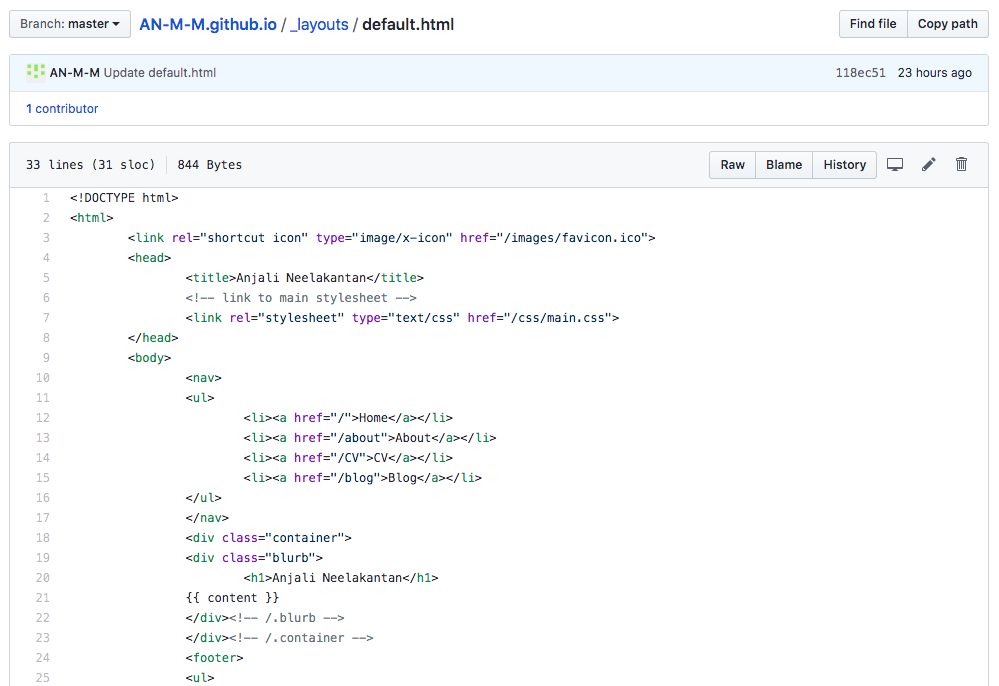 Branch: master AN-M-M.github.io / _layouts / default.html Find file Copy path
AN-M-M Update default.html 118ec51 23 hours ago
1 contributor
33 lines (31 sloc) 844 Bytes Raw Blame History
1 <!DOCTYPE html>
2 <html>
3 <link rel="shortcut icon" type="image/x-icon" href="/images/favicon.ico">
4 <head>
5 <title>Anjali Neelakantan</title>
6 <!-- link to main stylesheet -->
7 <link rel="stylesheet" type="text/css" href="/css/main.css">
8 </head>
9 <body>
10 <nav>
11 <ul>
12 <li><a href="/">Home</a></li>
13 <li><a href="/about">About</a></li>
14 <li><a href="/CV">CV</a></li>
15 <li><a href="/blog">Blog</a></li>
16 </ul>
17 </nav>
18 <div class="container">
19 <div class="blurb">
20 <h1>Anjali Neelakantan</h1>
21 {{ content }}
22 </div><!-- /.blurb -->
23 </div><!-- /.container -->
24 <footer>
25 <ul>